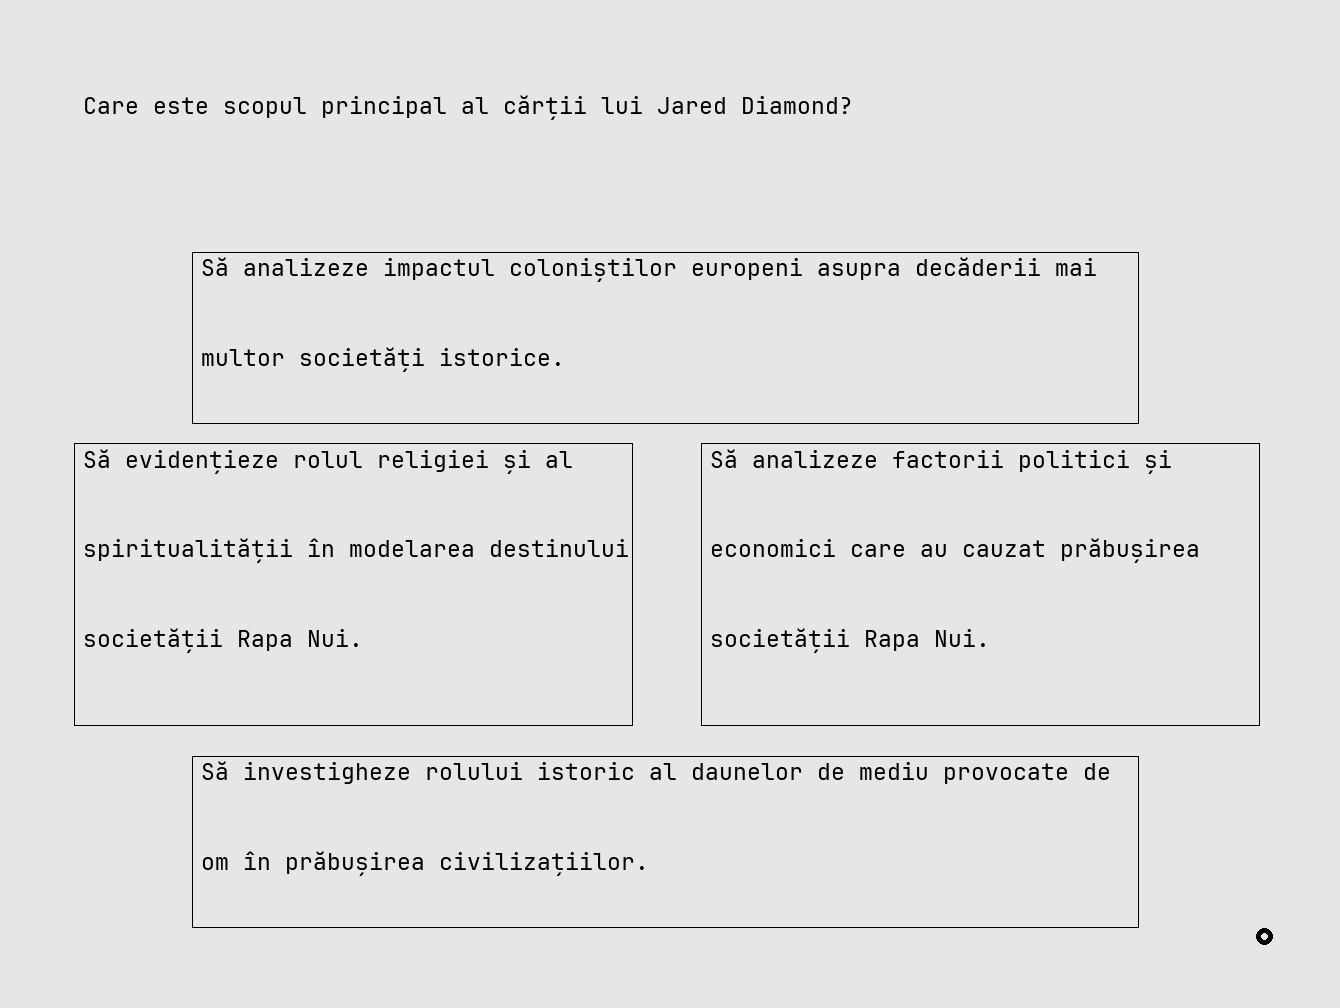 Care este scopul principal al cărții lui Jared Diamond?
Să analizeze impactul coloniștilor europeni asupra decăderii mai
multor societăți istorice.
Să evidențieze rolul religiei și al
spiritualității în modelarea destinului
societății Rapa Nui.
Să analizeze factorii politici și
economici care au cauzat prăbușirea
societății Rapa Nui.
Să investigheze rolului istoric al daunelor de mediu provocate de
om în prăbușirea civilizațiilor.